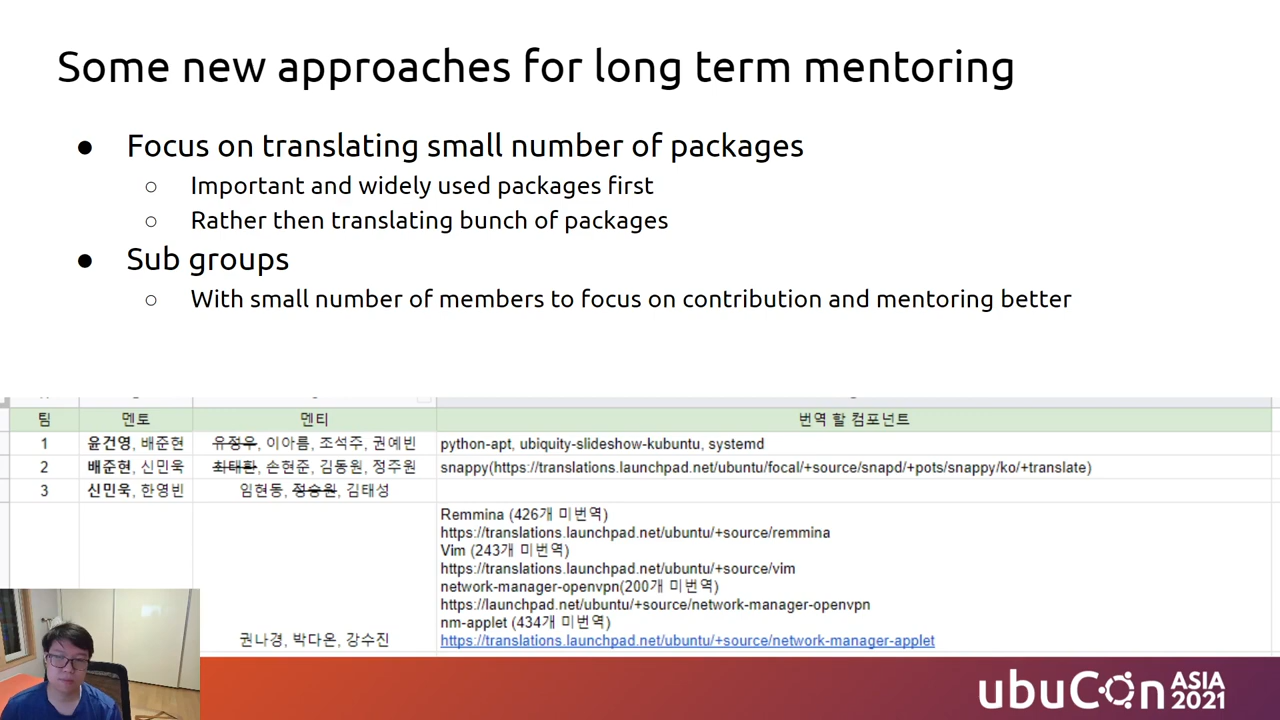 Some new approaches for long term mentoring
● Focus on translating small number of packages
○ Important and widely used packages first
○ Rather then translating bunch of packages
● Sub groups
○ With small number of members to focus on contribution and mentoring better
팀 멘토 멘티 번역 할 컴포넌트
1 윤건영, 배준현 유정우, 이아름, 조석주, 권예빈 python-apt, ubiquity-slideshow-kubuntu, systemd
2 배준현, 신민욱 최태환, 손현준, 김동원, 정주원 snappy(https://translations.launchpad.net/ubuntu/focal/+source/snapd/+pots/snappy/ko/+translate)
3 신민욱, 한영빈 임현동, 정승원, 김태성
Remmina (426개 미번역)
https://translations.launchpad.net/ubuntu/+source/remmina
Vim (243개 미번역)
https://translations.launchpad.net/ubuntu/+source/vim
network-manager-openvpn(200개 미번역)
https://launchpad.net/ubuntu/+source/network-manager-openvpn
nm-applet (434개 미번역)
권나경, 박다온, 강수진 https://translations.launchpad.net/ubuntu/+source/network-manager-applet
ubuCon ASIA 2021